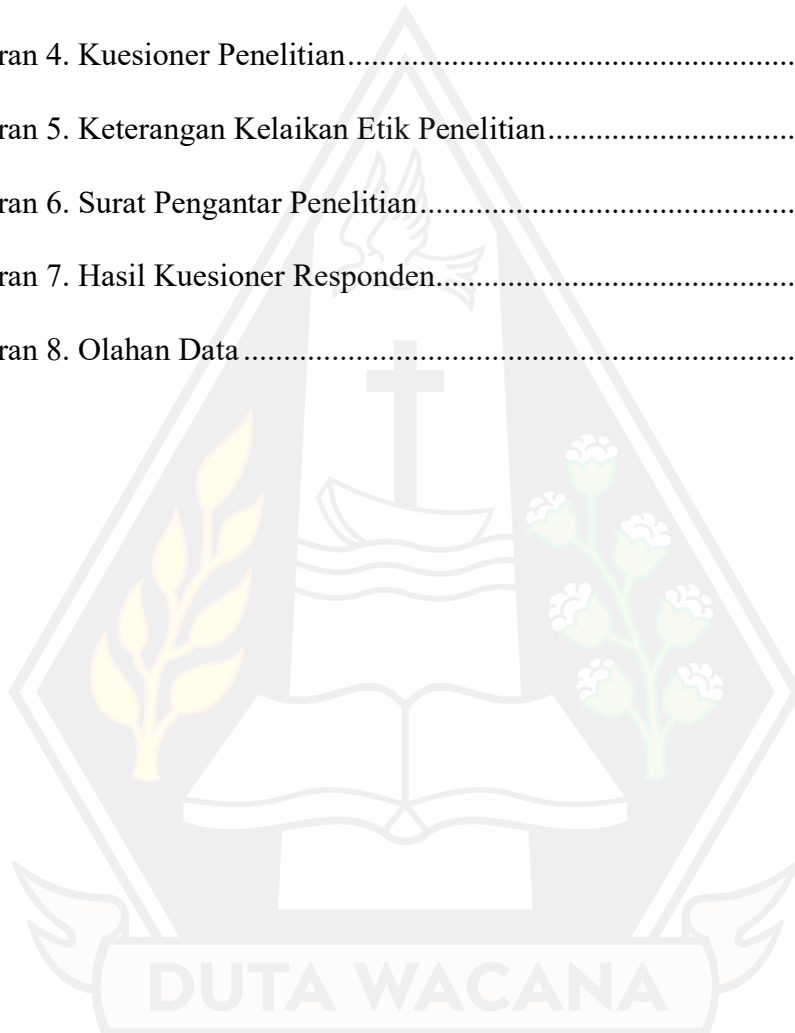 ran 4. Kuesioner Penelitian........................................................
ran 5. Keterangan Kelaikan Etik Penelitian...............................
ran 6. Surat Pengantar Penelitian...............................................
ran 7. Hasil Kuesioner Responden.............................................
ran 8. Olahan Data.....................................................................
DUTA WACANA